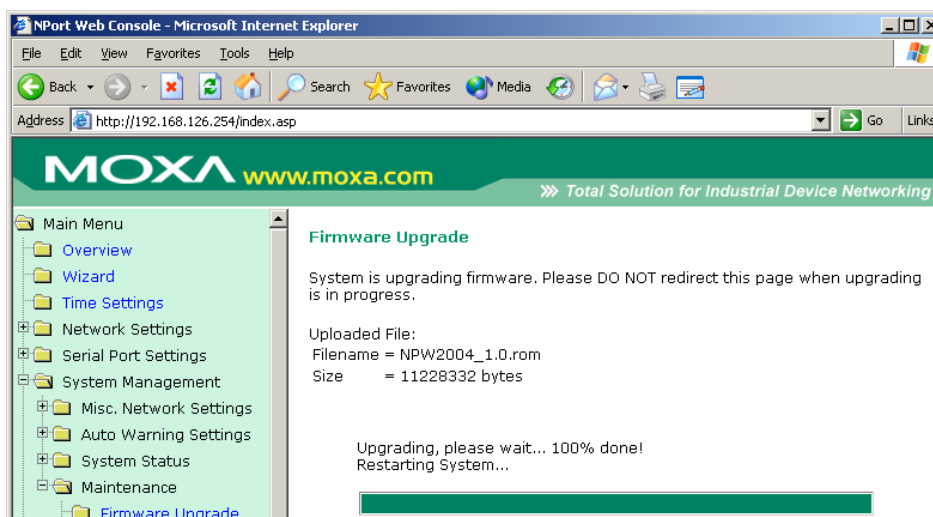 NPort Web Console - Microsoft Internet Explorer
File Edit View Favorites Tools Help
Back Search Favorites Media
Address http://192.168.126.254/index.asp Go Links
MOXA www.moxa.com
Total Solution for Industrial Device Networking
Main Menu
Overview
Wizard
Time Settings
Network Settings
Serial Port Settings
System Management
Misc. Network Settings
Auto Warning Settings
System Status
Maintenance
Firmware Upgrade
Firmware Upgrade
System is upgrading firmware. Please DO NOT redirect this page when upgrading
is in progress.
Uploaded File:
Filename = NPW2004_1.0.rom
Size = 11228332 bytes
Upgrading, please wait... 100% done!
Restarting System...